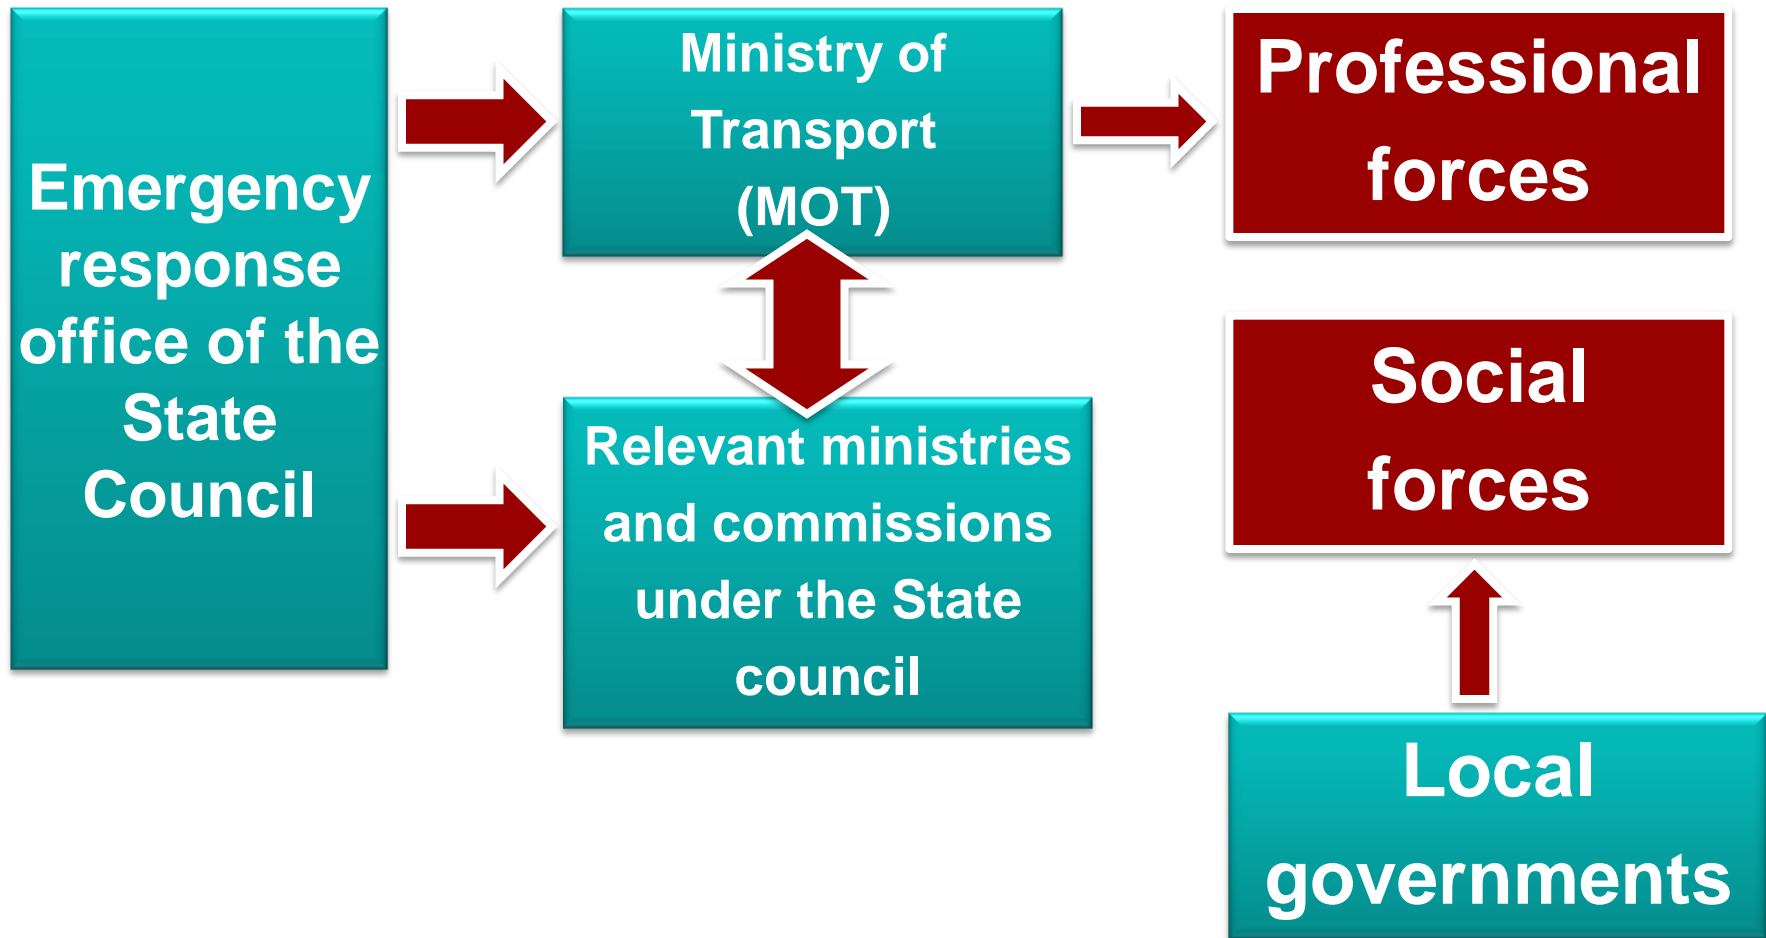 Emergency
response
office of the
State
Council
Ministry of
Transport
(MOT)
Relevant ministries
and commissions
under the State
council
Professional
forces
Social
forces
Local
governments